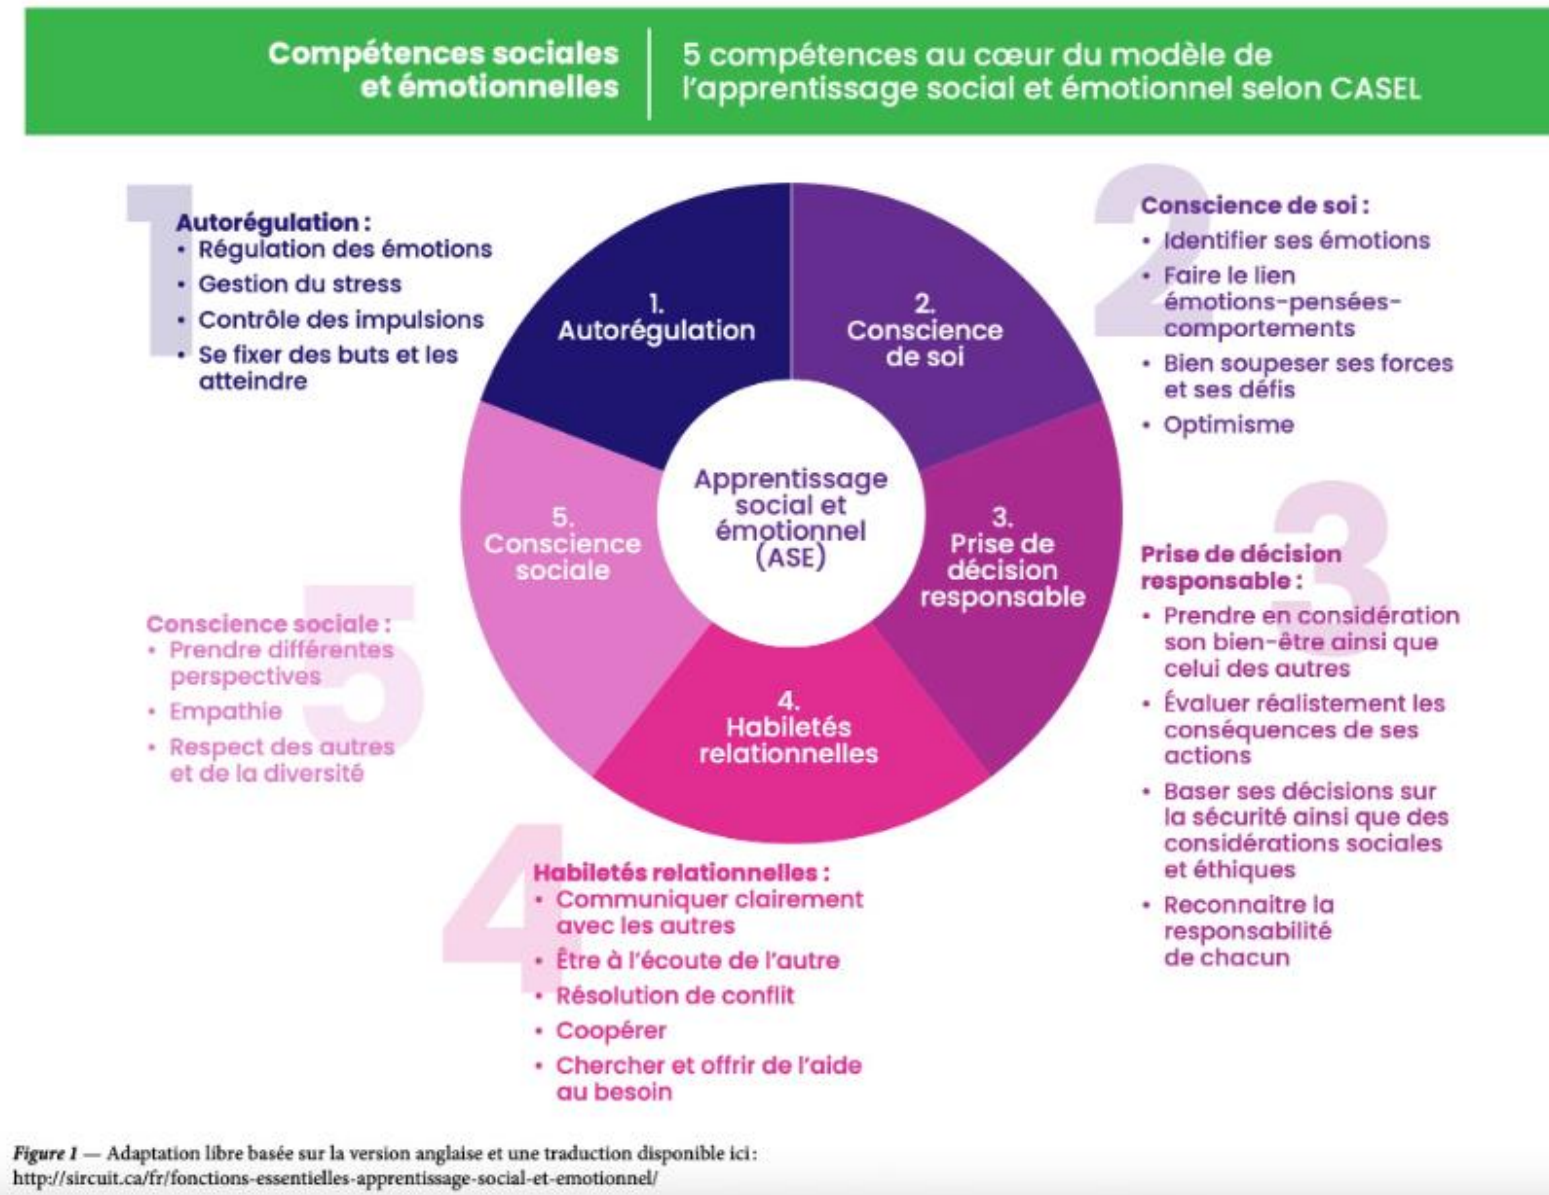 Compétences sociales
et émotionnelles
5 compétences au cœur du modèle de
l'apprentissage social et émotionnel selon CASEL
1
Autorégulation :
• Régulation des émotions
• Gestion du stress
• Contrôle des impulsions
• Se fixer des buts et les
atteindre
2
Conscience de soi :
• Identifier ses émotions
• Faire le lien
émotions-pensées-
comportements
• Bien soupeser ses forces
et ses défis
• Optimisme
1.
Autorégulation
2.
Conscience
de soi
Apprentissage
social et
émotionnel
(ASE)
5.
Conscience
sociale
3.
Prise de
décision
responsable
4.
Habiletés
relationnelles
3
Prise de décision
responsable :
• Prendre en considération
son bien-être ainsi que
celui des autres
• Évaluer réalistement les
conséquences de ses
actions
• Baser ses décisions sur
la sécurité ainsi que des
considérations sociales
et éthiques
• Reconnaitre la
responsabilité
de chacun
5
Conscience sociale :
• Prendre différentes
perspectives
• Empathie
• Respect des autres
et de la diversité
4
Habiletés relationnelles :
• Communiquer clairement
avec les autres
• Être à l'écoute de l'autre
• Résolution de conflit
• Coopérer
• Chercher et offrir de l'aide
au besoin
Figure 1 — Adaptation libre basée sur la version anglaise et une traduction disponible ici :
http://sircuit.ca/fr/fonctions-essentielles-apprentissage-social-et-emotionnel/